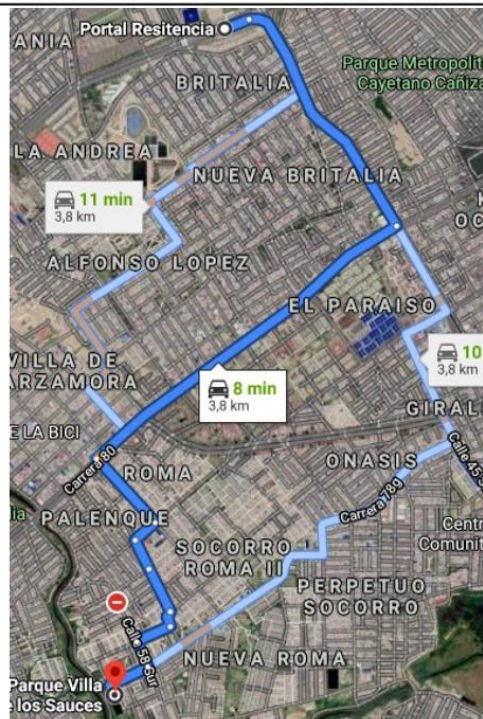 ANIA
Portal Resitencia
BRITALIA
Parque Metropolit
Cayetano Cañiza
LA ANDREA
NUEVA BRITALIA
11 min
3,8 km
K
OC
ALFONSO LOPEZ
EL PARAISO
VILLA DE
ARZAMORA
8 min
3,8 km
10
3,8 km
GIRAL
E LA BICI
Carrera 80
ROMA
ONASIS
Calle 45 S
PALENQUE
Carrera 78g
Centr
Comunit
SOCORRO
ROMA II
PERPETUO
SOCORRO
Calle 58 Sur
NUEVA ROMA
Parque Villa
e los Sauces